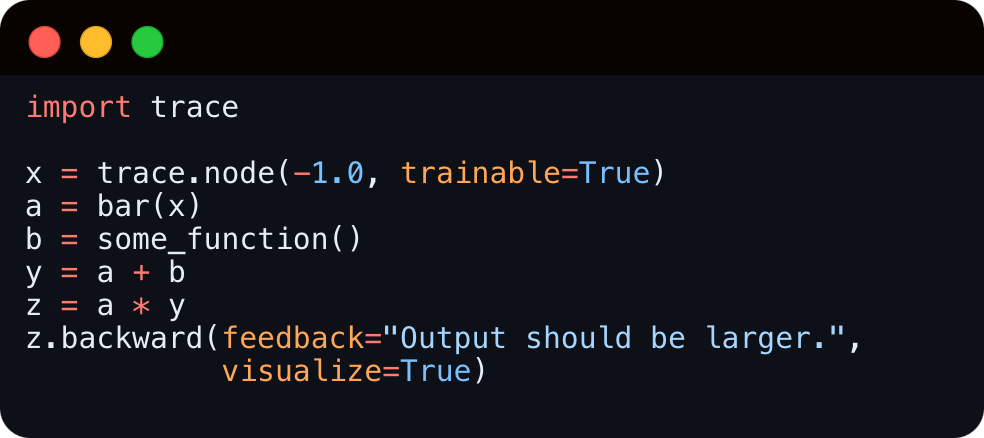 import trace

x = trace.node(-1.0, trainable=True)
a = bar(x)
b = some_function()
y = a + b
z = a * y
z.backward(feedback="Output should be larger.",
           visualize=True)